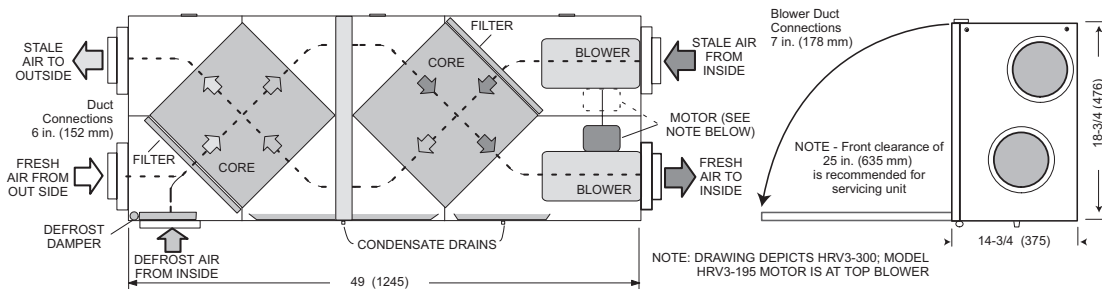 STALE
AIR TO
OUTSIDE
Duct
Connections
6 in. (152 mm)
FILTER
FRESH
AIR FROM
OUT SIDE
CORE
DEFROST
DAMPER
DEFROST AIR
FROM INSIDE
CONDENSATE DRAINS
49 (1245)
FILTER
CORE
BLOWER
STALE AIR
FROM
INSIDE
MOTOR (SEE
NOTE BELOW)
BLOWER
FRESH
AIR TO
INSIDE
Blower Duct
Connections
7 in. (178 mm)
NOTE - Front clearance of
25 in. (635 mm)
is recommended for
servicing unit
18-3/4 (476)
14-3/4 (375)
NOTE: DRAWING DEPICTS HRV3-300; MODEL
HRV3-195 MOTOR IS AT TOP BLOWER